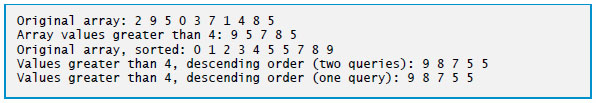 Original array: 2 9 5 0 3 7 1 4 8 5
Array values greater than 4: 9 5 7 8 5
Original array, sorted: 0 1 2 3 4 5 5 7 8 9
Values greater than 4, descending order (two queries): 9 8 7 5 5
Values greater than 4, descending order (one query): 9 8 7 5 5